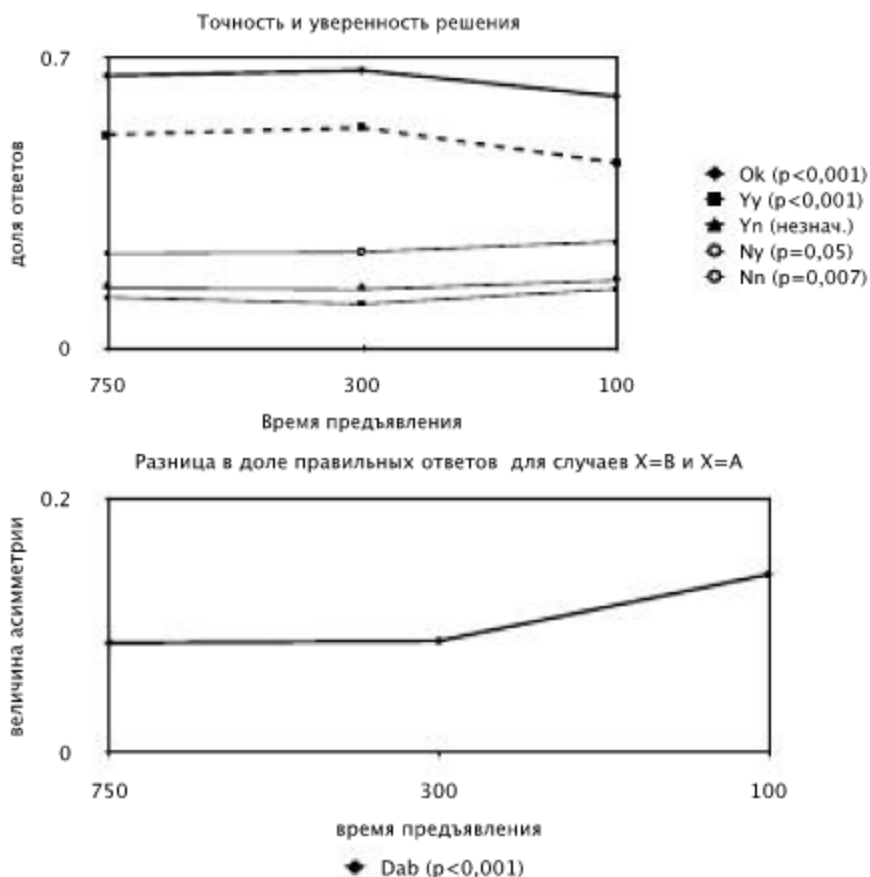 Точность и уверенность решения
0.7
доля ответов
0
750 300 100
Время предъявления
Ok (p<0,001)
Yy (p<0,001)
Yn (незнач.)
Ny (p=0,05)
Nn (p=0,007)
Разница в доле правильных ответов для случаев X=B и X=A
0.2
величина асимметрии
0
750 300 100
время предъявления
Dab (p<0,001)